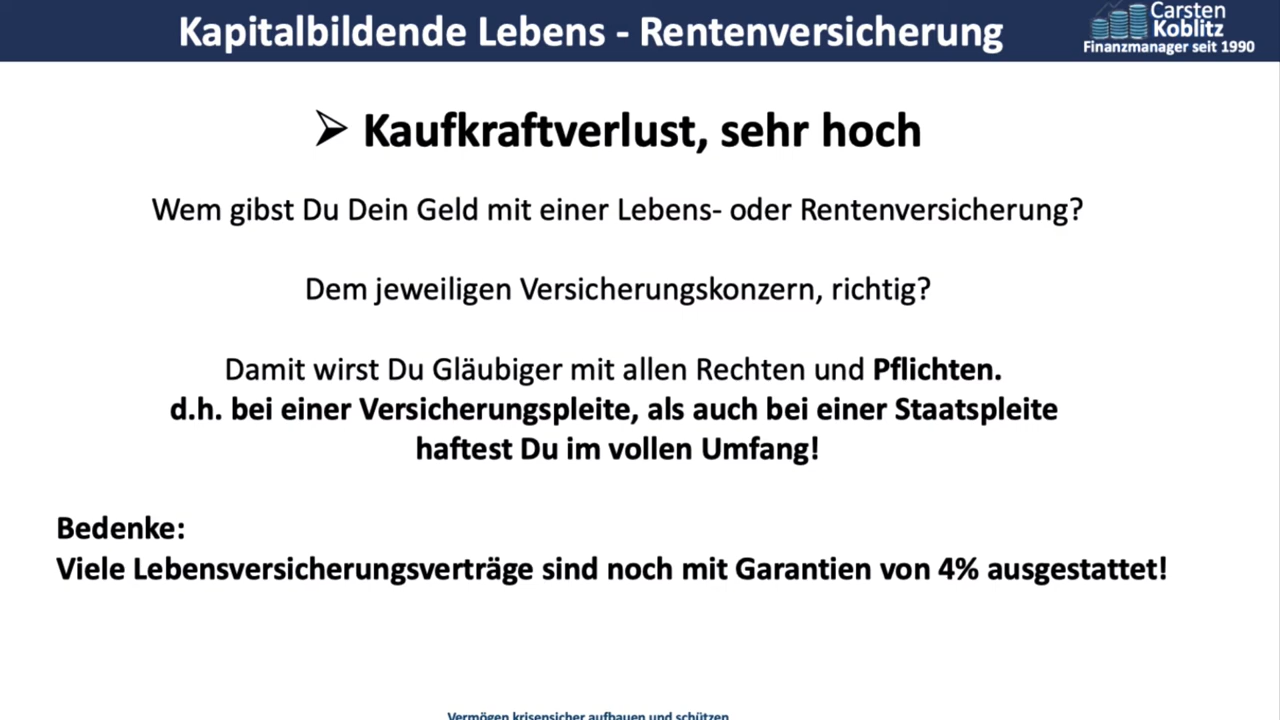 Kapitalbildende Lebens - Rentenversicherung
Carsten
Koblitz
Finanzmanager seit 1990
➢ Kaufkraftverlust, sehr hoch
Wem gibst Du Dein Geld mit einer Lebens- oder Rentenversicherung?
Dem jeweiligen Versicherungskonzern, richtig?
Damit wirst Du Gläubiger mit allen Rechten und Pflichten.
d.h. bei einer Versicherungspleite, als auch bei einer Staatspleite
haftest Du im vollen Umfang!
Bedenke:
Viele Lebensversicherungsverträge sind noch mit Garantien von 4% ausgestattet!
Vermögen krisensicher aufbauen und schützen